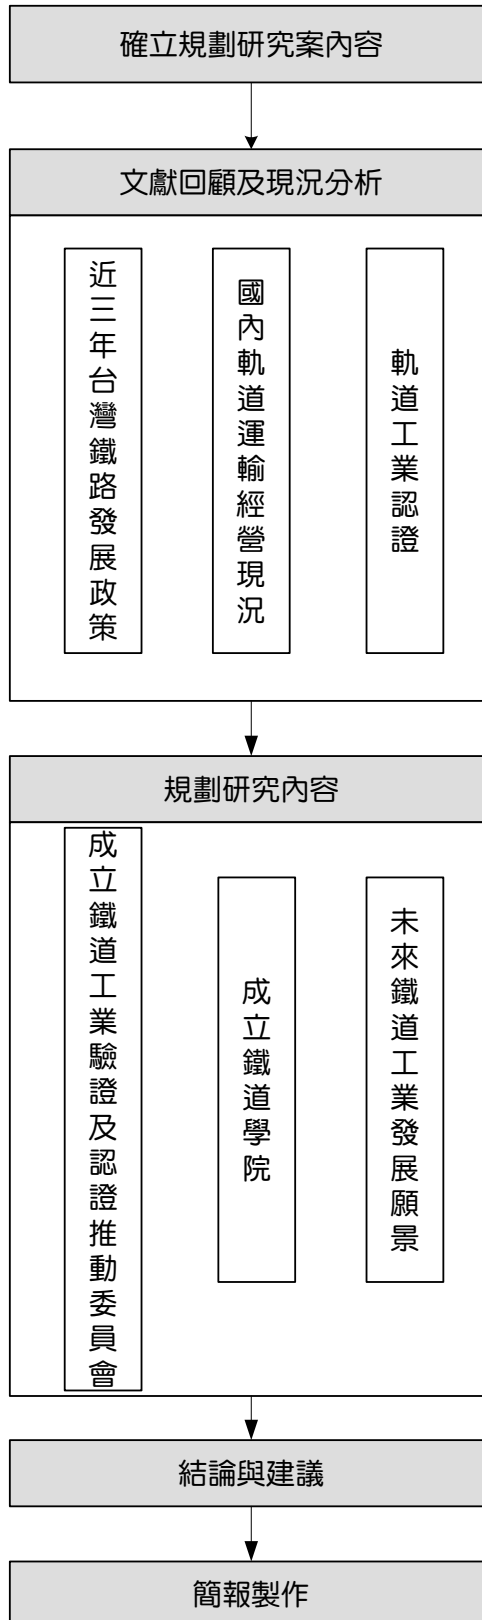 確立規劃研究案內容
文獻回顧及現況分析
近三年台灣鐵路發展政策
國內軌道運輸經營現況
軌道工業認證
規劃研究內容
成立鐵道工業驗證及認證推動委員會
成立鐵道學院
未來鐵道工業發展願景
結論與建議
簡報製作